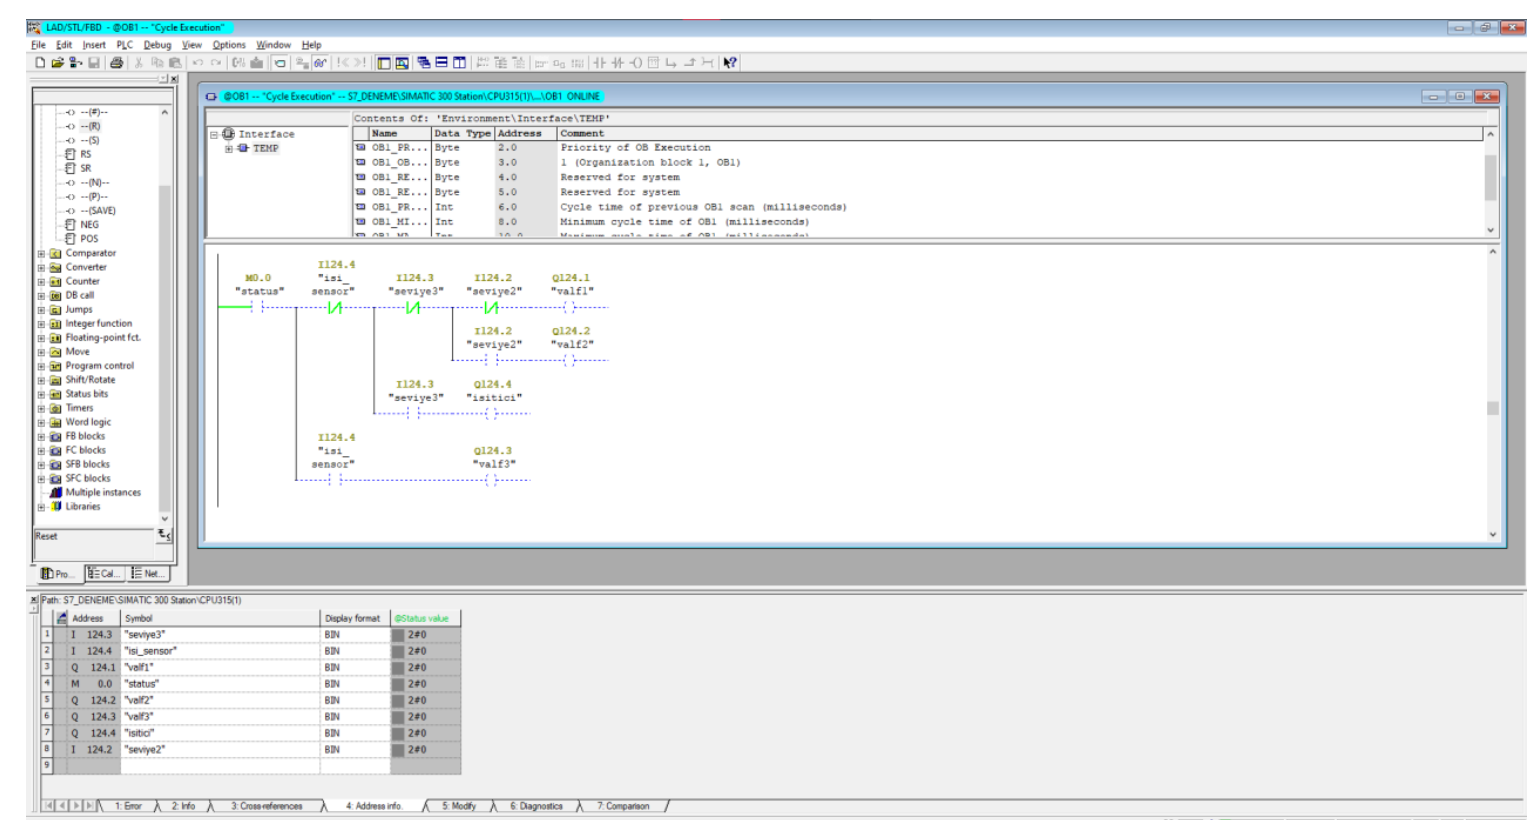 LAD/STL/FBD - @OB1 -- "Cycle Execution"
File Edit Insert PLC Debug View Options Window Help
--(#)--
--(R)
--(S)
RS
SR
--(N)--
--(P)--
--(SAVE)
NEG
POS
Comparator
Converter
Counter
DB call
Jumps
Integer function
Floating-point fct.
Move
Program control
Shift/Rotate
Status bits
Timers
Word logic
FB blocks
FC blocks
SFB blocks
SFC blocks
Multiple instances
Libraries
Reset
Pro... Cal... Net...
@OB1 -- "Cycle Execution" -- S7_DENEME\SIMATIC 300 Station\CPU315(1)\...\OB1 ONLINE
Contents Of: 'Environment\Interface\TEMP'
Interface
TEMP
Name Data Type Address Comment
OB1_PR... Byte 2.0 Priority of OB Execution
OB1_OB... Byte 3.0 1 (Organization block 1, OB1)
OB1_RE... Byte 4.0 Reserved for system
OB1_RE... Byte 5.0 Reserved for system
OB1_PR... Int 6.0 Cycle time of previous OB1 scan (milliseconds)
OB1_MI... Int 8.0 Minimum cycle time of OB1 (milliseconds)
OB1_MA... Int 10.0 Maximum cycle time of OB1 (milliseconds)
I124.4
M0.0 "isi_ I124.3 I124.2 Q124.1
"status" sensor" "seviye3" "seviye2" "valf1"
I124.2 Q124.2
"seviye2" "valf2"
I124.3 Q124.4
"seviye3" "isitici"
I124.4
"isi_ Q124.3
sensor" "valf3"
Path: S7_DENEME\SIMATIC 300 Station\CPU315(1)
Address Symbol Display format @Status value
1 I 124.3 "seviye3" BIN 2#0
2 I 124.4 "isi_sensor" BIN 2#0
3 Q 124.1 "valf1" BIN 2#0
4 M 0.0 "status" BIN 2#0
5 Q 124.2 "valf2" BIN 2#0
6 Q 124.3 "valf3" BIN 2#0
7 Q 124.4 "isitici" BIN 2#0
8 I 124.2 "seviye2" BIN 2#0
9
1: Error 2: Info 3: Cross-references 4: Address info. 5: Modify 6: Diagnostics 7: Comparison